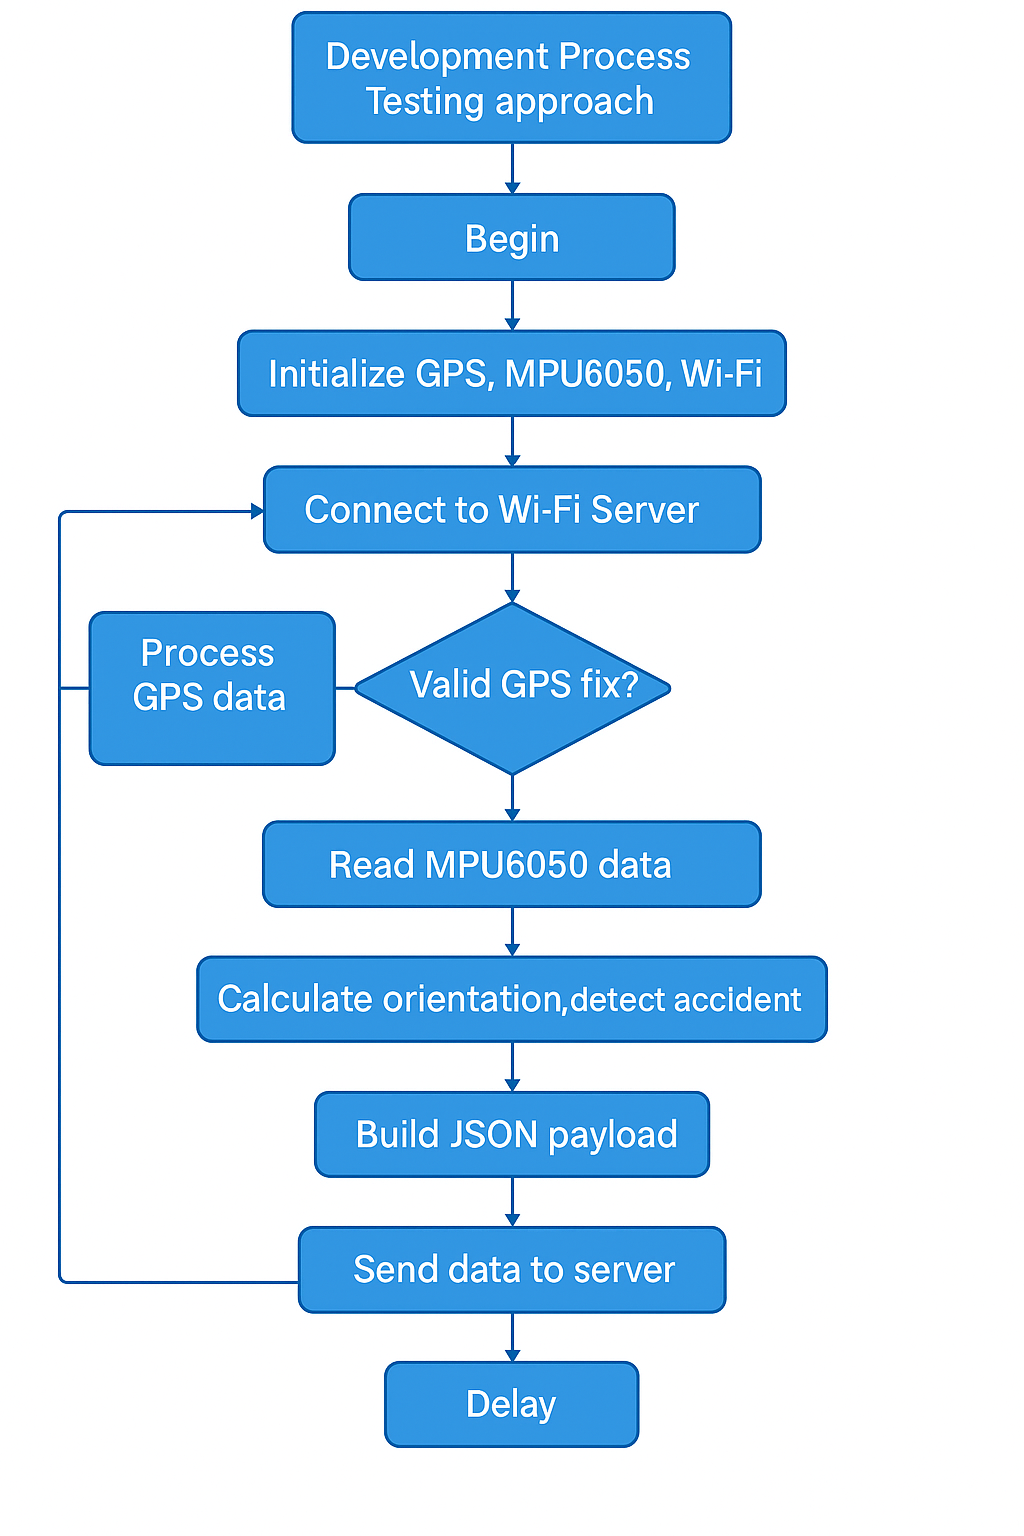 Development Process
Testing approach
Begin
Initialize GPS, MPU6050, Wi-Fi
Connect to Wi-Fi Server
Process
GPS data
Valid GPS fix?
Read MPU6050 data
Calculate orientation,detect accident
Build JSON payload
Send data to server
Delay